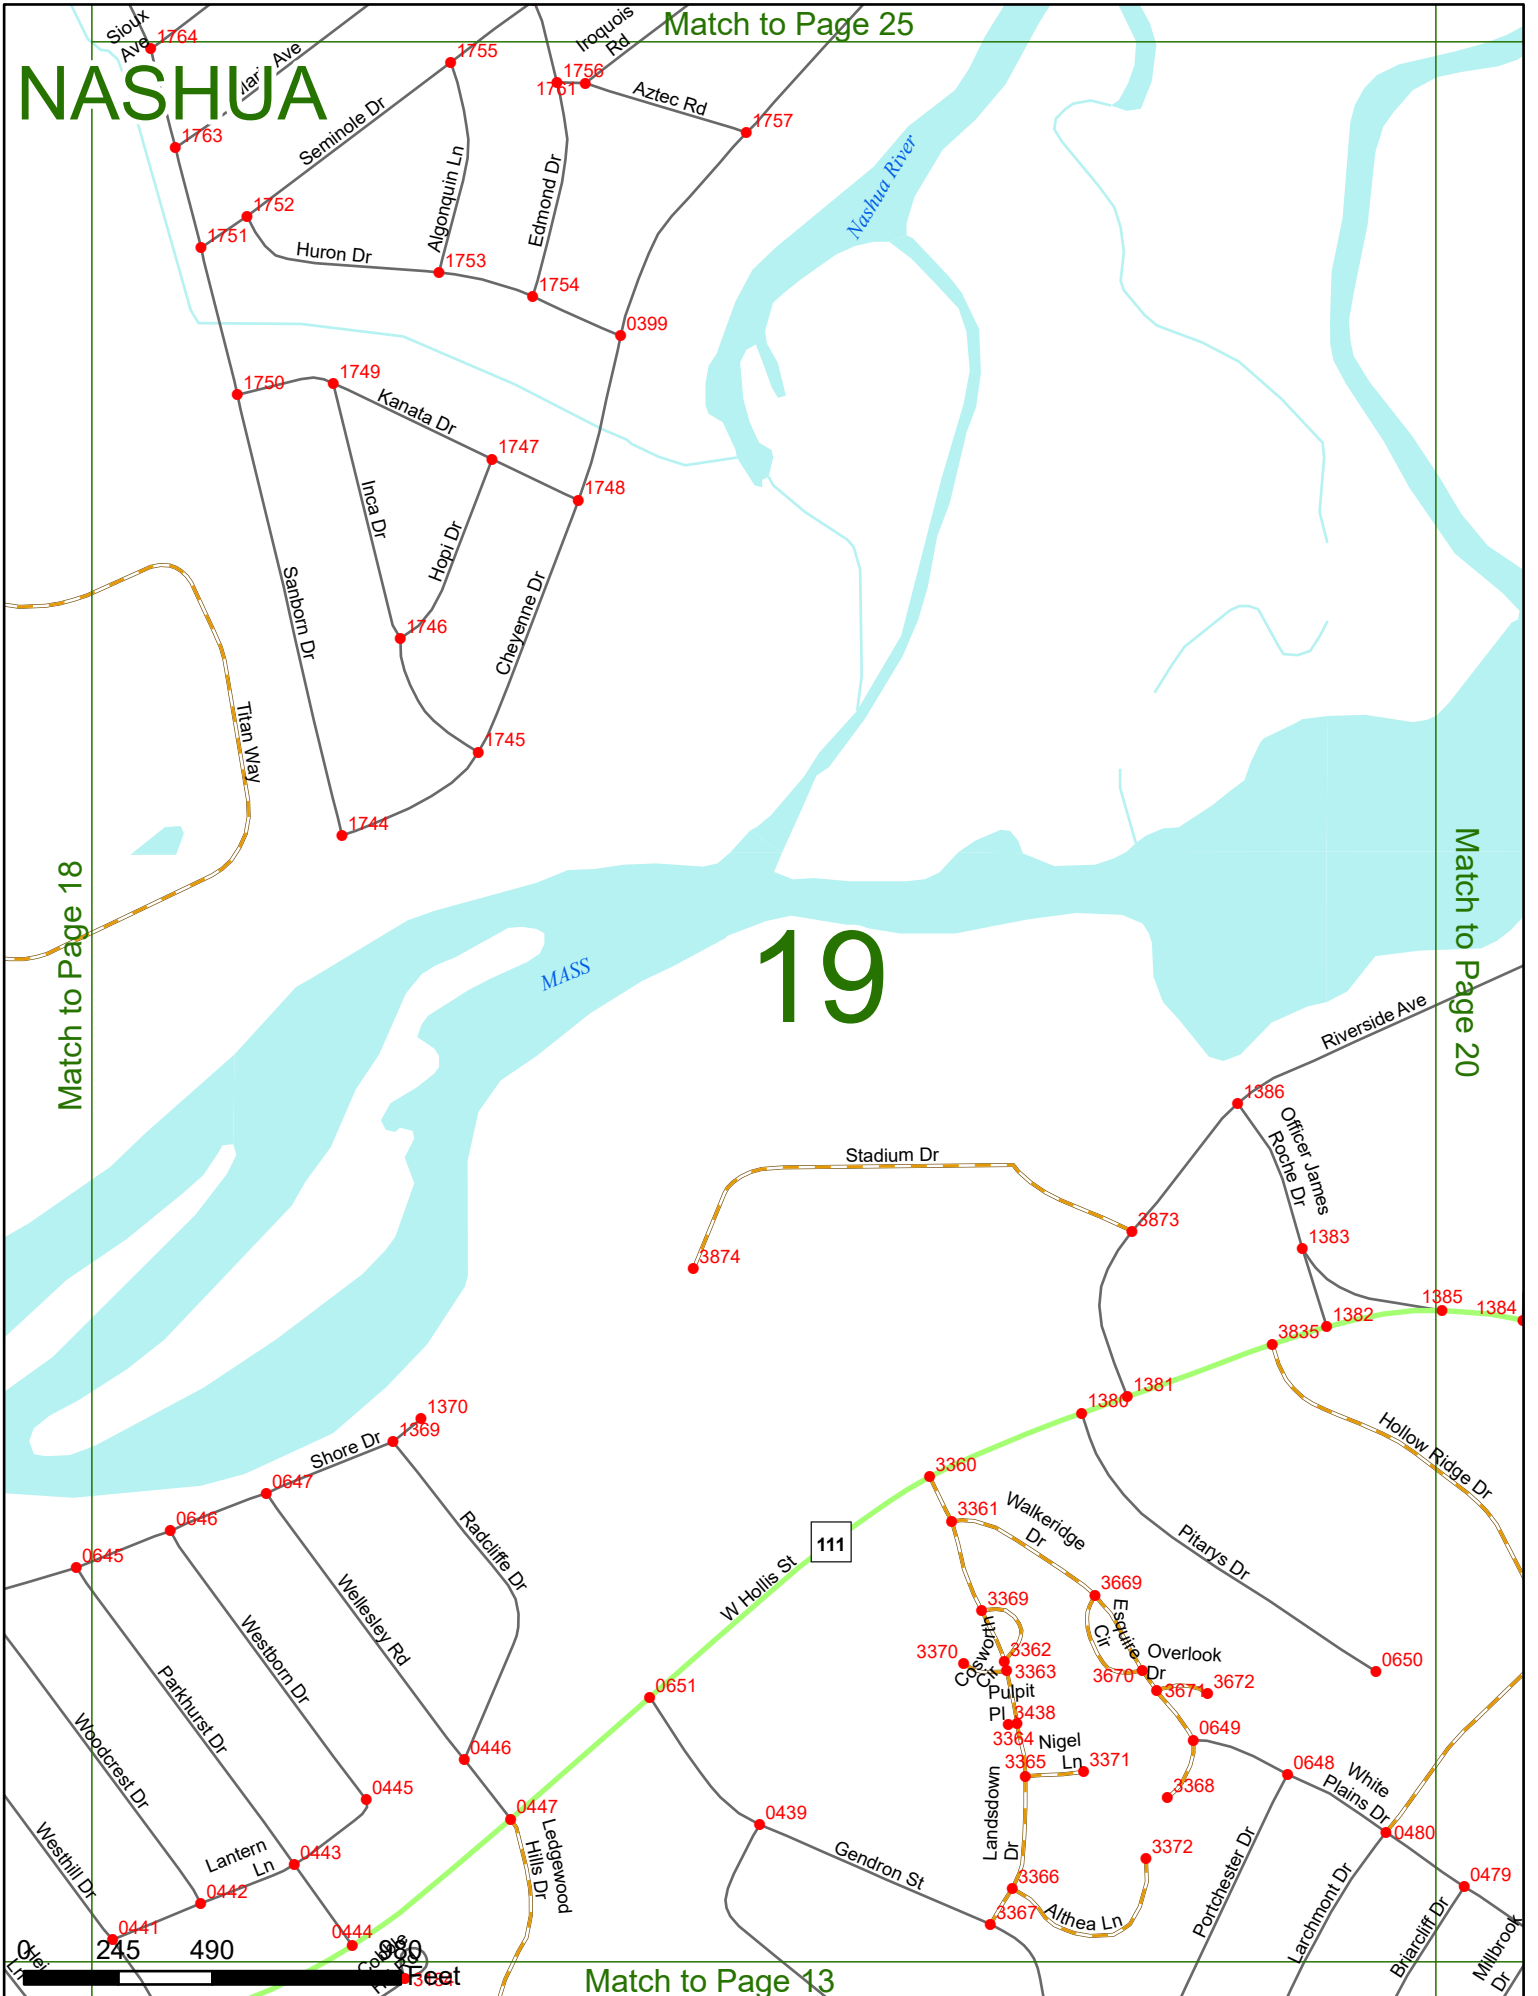 Match to Page 25
NASHUA
Sioux
Ave
1764
Ave
1755
Iroquois
Rd
1756
1761
Aztec Rd
1757
1763
Seminole Dr
Algonquin Ln
Edmond Dr
Nashua River
1752
1751
Huron Dr
1753
1754
0399
1750
1749
Kanata Dr
1747
1748
Inca Dr
Hopi Dr
Sanborn Dr
Cheyenne Dr
1746
Titan Way
1745
1744
Match to Page 18
Match to Page 20
MASS
19
Riverside Ave
1386
Officer James
Roche Dr
Stadium Dr
3873
1383
3874
1385
1384
1382
3835
1381
1380
1370
1369
Shore Dr
Hollow Ridge Dr
0647
3360
0646
3361
Walkeridge
Dr
Radcliffe Dr
111
Pitarys Dr
0645
W Hollis St
3669
Wellesley Rd
Westborn Dr
3369
Esquire
Cir
Cosworth
Cir
3362
3370
3363
Overlook
Dr
0650
3670
3671
3672
Parkhurst Dr
0651
Pulpit
Pl
3438
3364
Woodcrest Dr
Nigel
Ln
0649
0446
3365
3371
0648
White
Plains Dr
0445
3368
Landsdown
Dr
0447
0439
0480
Westhill Dr
Lantern
Ln
0443
Ledgewood
Hills Dr
Gendron St
3372
Portchester Dr
Larchmont Dr
0479
0442
3366
Althea Ln
3367
Briarcliff Dr
Millbrook
Dr
0441
0444
0 245 490 980
Feet
Ln
Rd
Match to Page 13